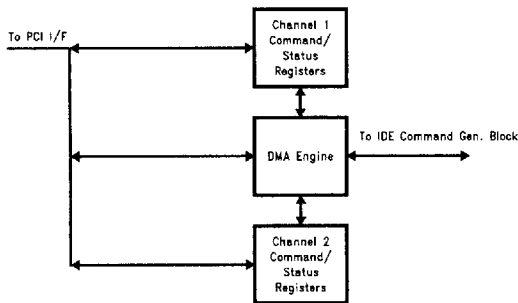 To PCI I/F
Channel 1
Command/
Status
Registers
To IDE Command Gen. Block
DMA Engine
Channel 2
Command/
Status
Registers